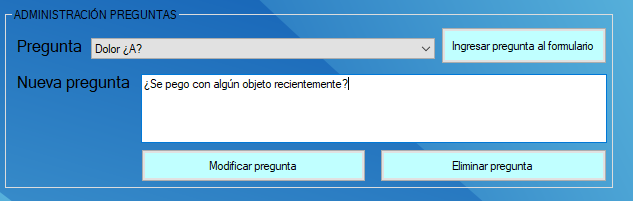 ADMINISTRACIÓN PREGUNTAS
Pregunta Dolor ¿A? Ingresar pregunta al formulario
Nueva pregunta ¿Se pego con algún objeto recientemente?
Modificar pregunta Eliminar pregunta